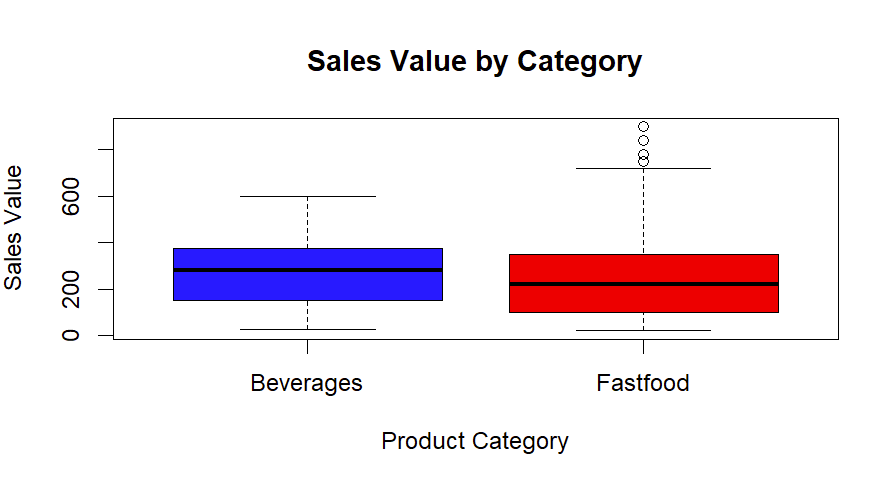 Sales Value by Category
Sales Value
600
200
0
Beverages Fastfood
Product Category